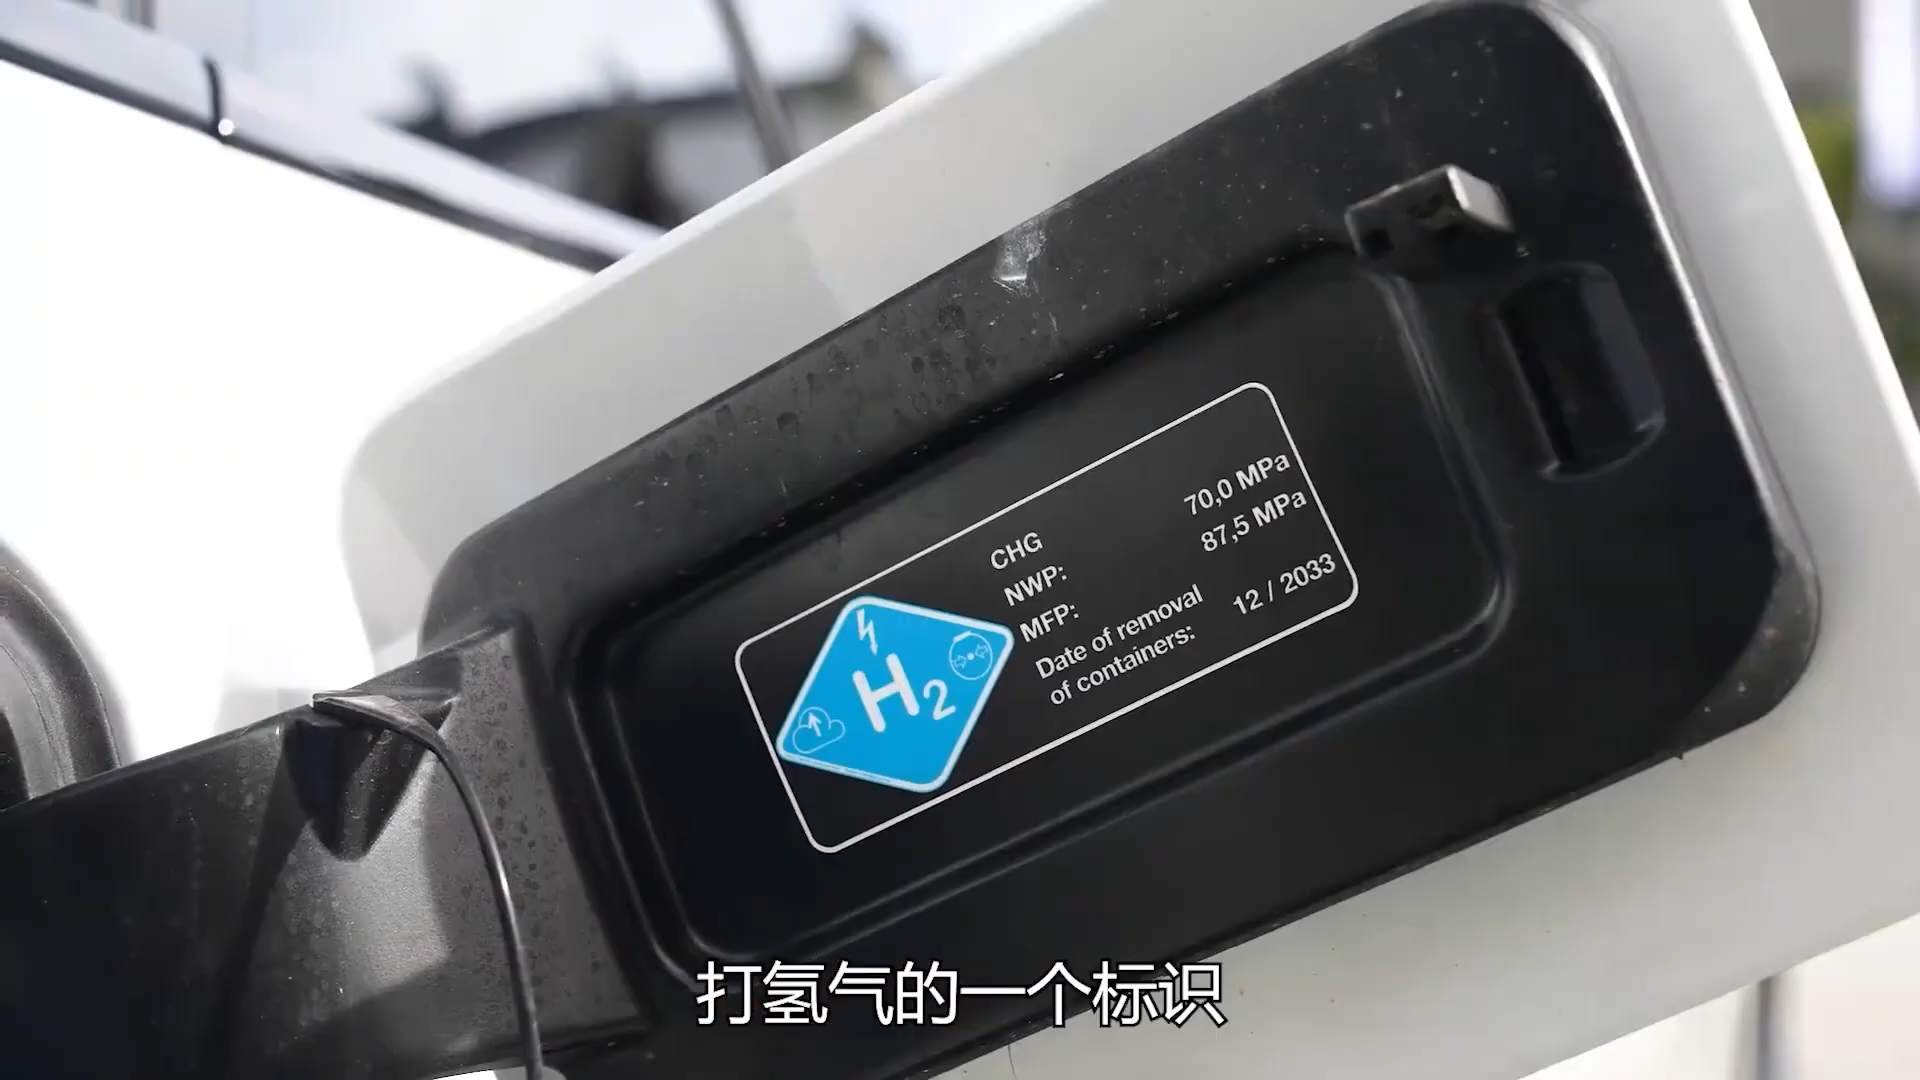 CHG
NWP: 70,0 MPa
MFP: 87,5 MPa
Date of removal
of containers: 12 / 2033
H2
打氢气的一个标识